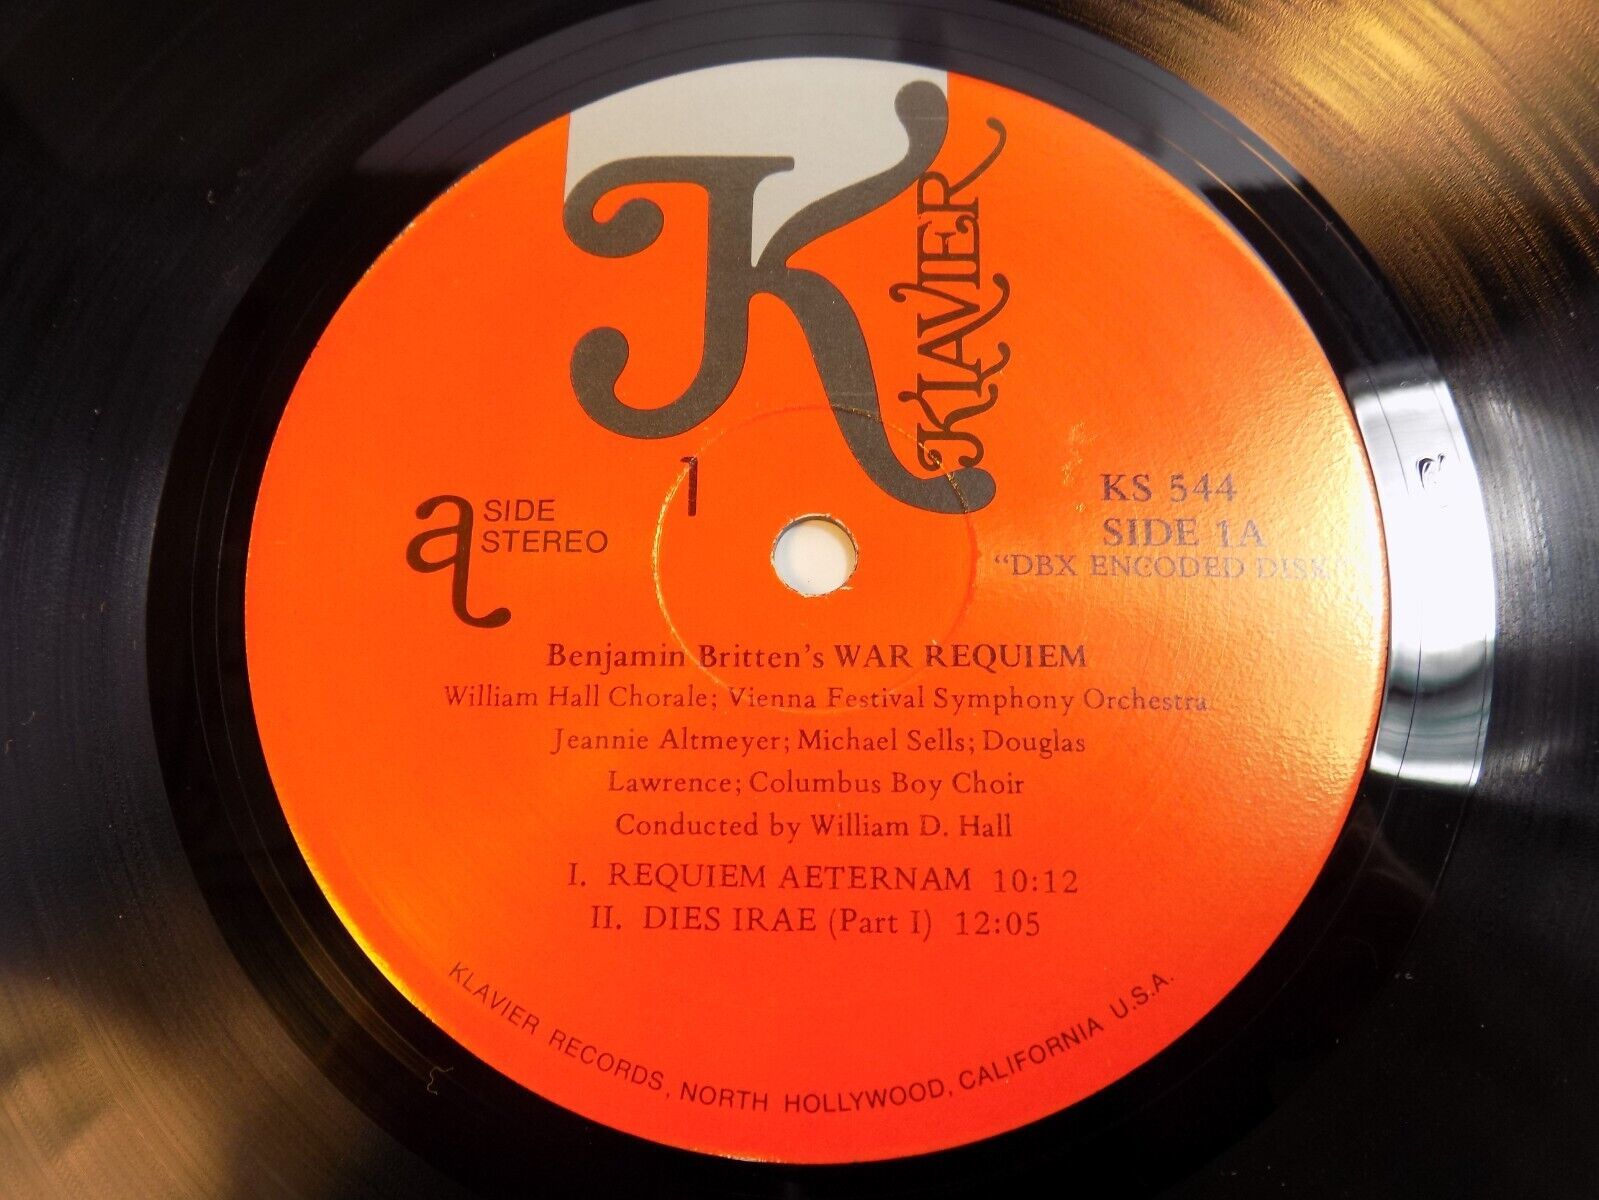 K
KLAVIER
1
a SIDE
STEREO
KS 544
SIDE 1A
"DBX ENCODED DISK"
Benjamin Britten's WAR REQUIEM
William Hall Chorale; Vienna Festival Symphony Orchestra
Jeannie Altmeyer; Michael Sells; Douglas
Lawrence; Columbus Boy Choir
Conducted by William D. Hall
I. REQUIEM AETERNAM 10:12
II. DIES IRAE (Part I) 12:05
KLAVIER RECORDS, NORTH HOLLYWOOD, CALIFORNIA U.S.A.